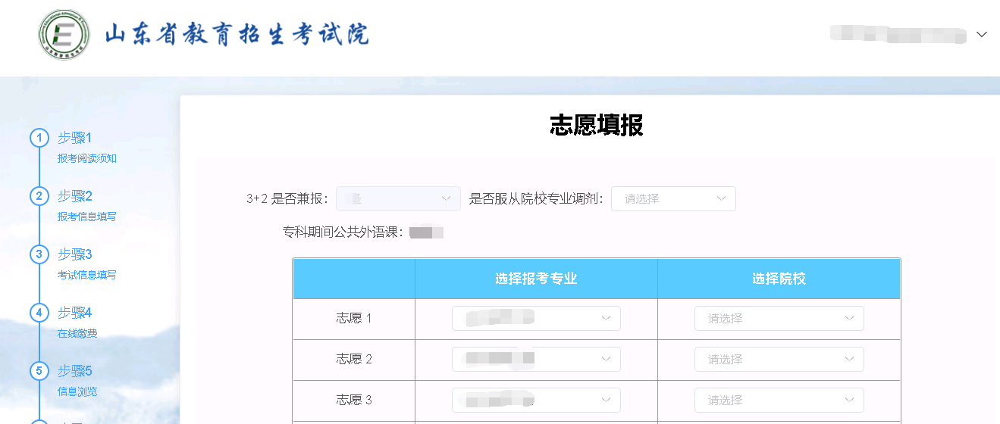 山东省教育招生考试院
志愿填报
1 步骤1
报考阅读须知
2 步骤2
报考信息填写
3 步骤3
考试信息填写
4 步骤4
在线缴费
5 步骤5
信息浏览
3+2 是否兼报： 是否服从院校专业调剂： 请选择
专科期间公共外语课：
选择报考专业 选择院校
志愿 1 请选择
志愿 2 请选择
志愿 3 请选择